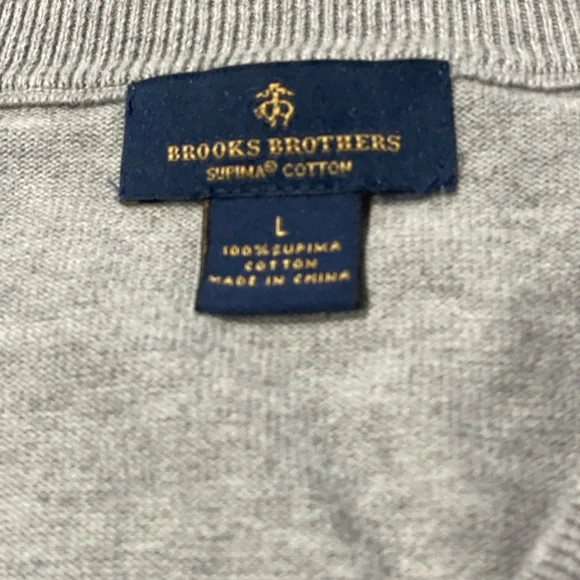 BROOKS BROTHERS
SUPIMA® COTTON
L
100% SUPIMA
COTTON
MADE IN CHINA